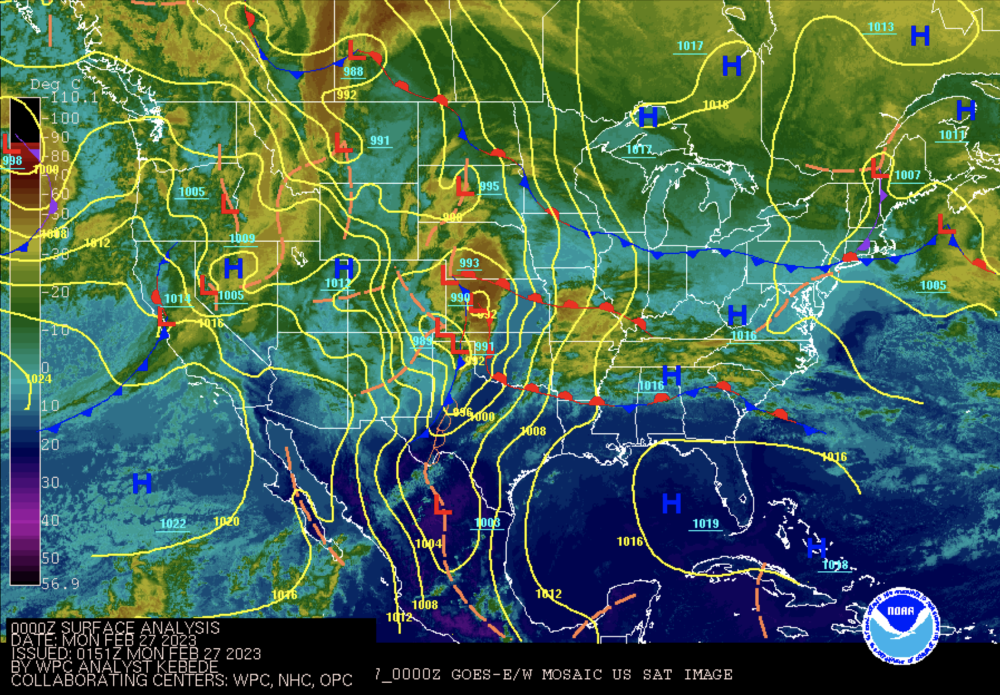 1013
H
1017
H
L
988
992
Deg C
-110.1
-100
H
H
1016
-90
L
991
1011
L
-80
998
1017
1000
-70
L
1007
L
995
1005
-60
L
-50
L
1008
1012
1009
-30
H
H
993
L
L
1012
1005
-20
1014
1005
990
L
L
992
H
1016
-10
L
989
L
991
1016
992
0
1024
H
1016
10
996
1000
1008
20
1016
30
H
H
L
40
1022
1020
1003
1019
1004
1016
H
50
1018
56.9
1016
1012
1008
1012
NOAA
0000Z SURFACE ANALYSIS
DATE: MON FEB 27 2023
ISSUED: 0151Z MON FEB 27 2023
BY WPC ANALYST KEBEDE
COLLABORATING CENTERS: WPC, NHC, OPC
7_0000Z GOES-E/W MOSAIC US SAT IMAGE